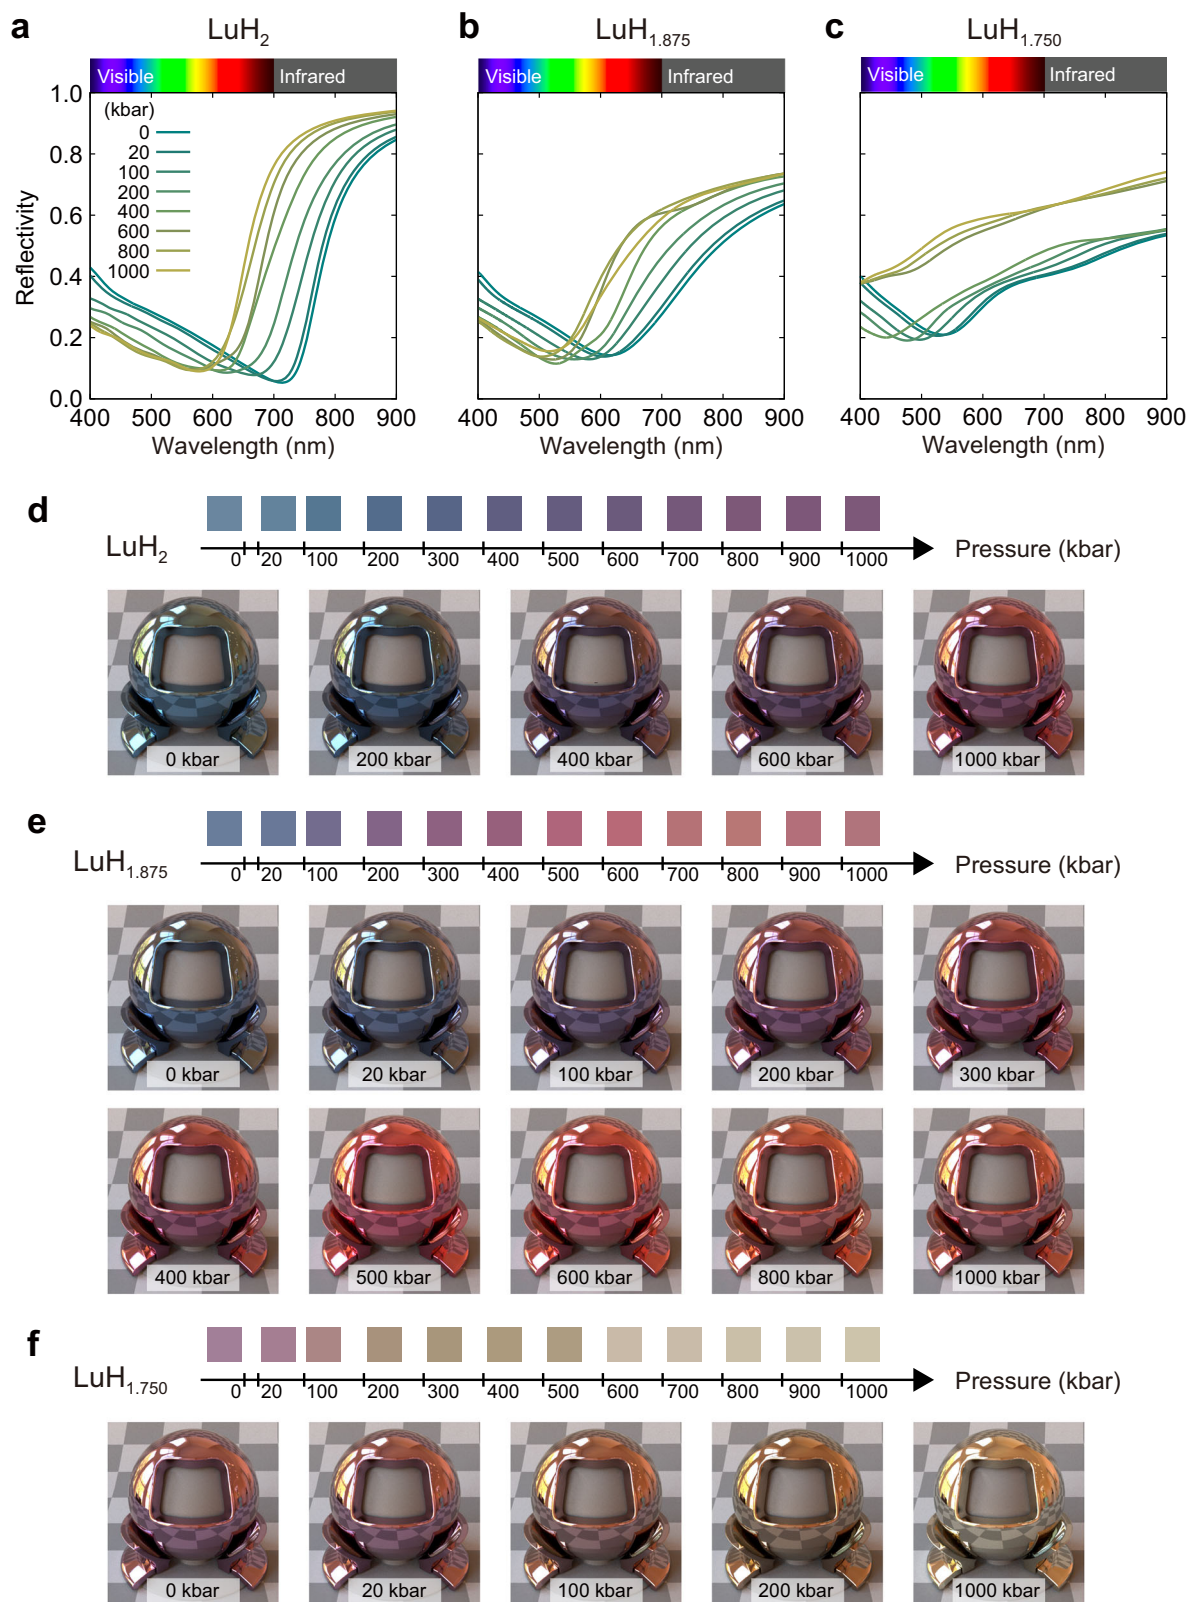 a LuH2
b LuH1.875
c LuH1.750
Visible Infrared
Visible Infrared
Visible Infrared
Reflectivity
1.0
0.8
0.6
0.4
0.2
0.0
(kbar)
0
20
100
200
400
600
800
1000
400 500 600 700 800 900
400 500 600 700 800 900
400 500 600 700 800 900
Wavelength (nm)
Wavelength (nm)
Wavelength (nm)
d
LuH2
0 20 100 200 300 400 500 600 700 800 900 1000
Pressure (kbar)
0 kbar
200 kbar
400 kbar
600 kbar
1000 kbar
e
LuH1.875
0 20 100 200 300 400 500 600 700 800 900 1000
Pressure (kbar)
0 kbar
20 kbar
100 kbar
200 kbar
300 kbar
400 kbar
500 kbar
600 kbar
800 kbar
1000 kbar
f
LuH1.750
0 20 100 200 300 400 500 600 700 800 900 1000
Pressure (kbar)
0 kbar
20 kbar
100 kbar
200 kbar
1000 kbar